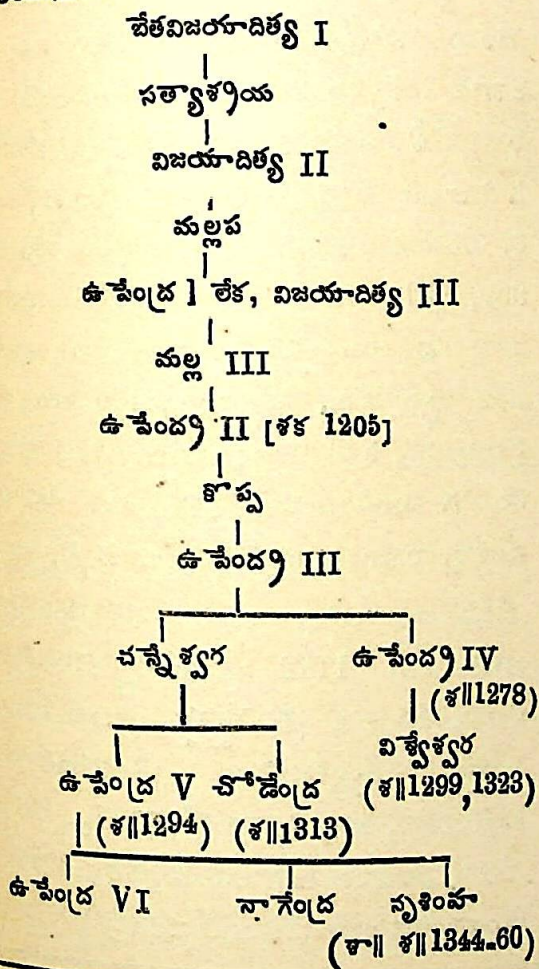 బేతవిజయాదిత్య I
సత్యాశ్రయ
విజయాదిత్య II
మల్లప
ఉపేంద్ర I లేక, విజయాదిత్య III
మల్ల III
ఉపేంద్ర II [శక 1205]
కొప్ప
ఉపేంద్ర III
చన్నేశ్వర ఉపేంద్ర IV
(శ॥1278)
విశ్వేశ్వర
ఉపేంద్ర V చోడేంద్ర (శ॥1299,1323)
(శ॥1294) (శ॥1313)
ఉపేంద్ర VI నాగేంద్ర నృశింహ
(శా॥ శ॥1344-60)